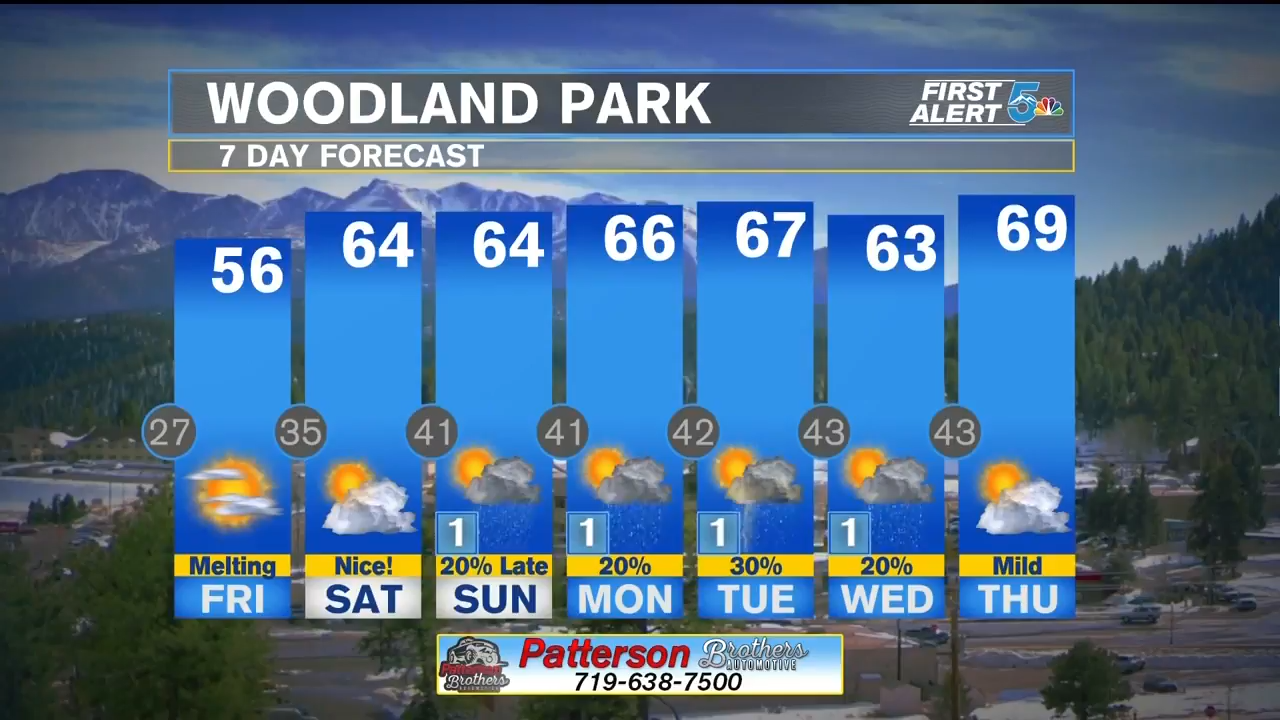 WOODLAND PARK
FIRST
ALERT 5
7 DAY FORECAST
56 64 64 66 67 63 69
27 35 41 41 42 43 43
1 1 1 1
Melting Nice! 20% Late 20% 30% 20% Mild
FRI SAT SUN MON TUE WED THU
Patterson Brothers
AUTOMOTIVE
Patterson
Brothers
719-638-7500